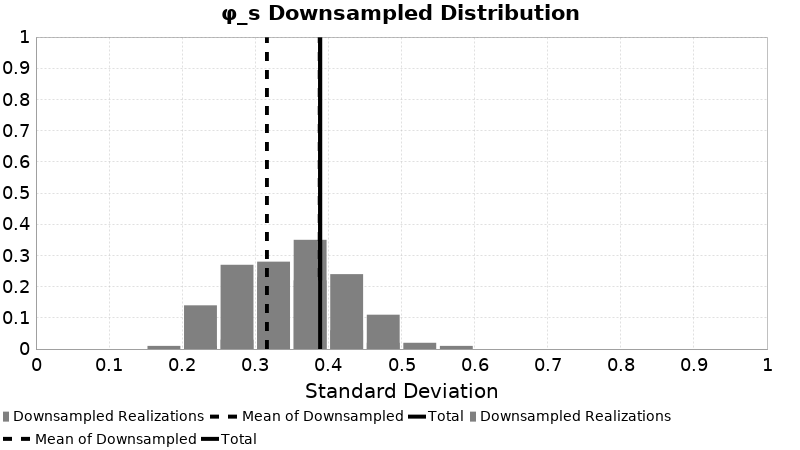 φ_s Downsampled Distribution
1
0.9
0.8
0.7
0.6
0.5
0.4
0.3
0.2
0.1
0
0 0.1 0.2 0.3 0.4 0.5 0.6 0.7 0.8 0.9 1
Standard Deviation
Downsampled Realizations Mean of Downsampled Total Downsampled Realizations
Mean of Downsampled Total